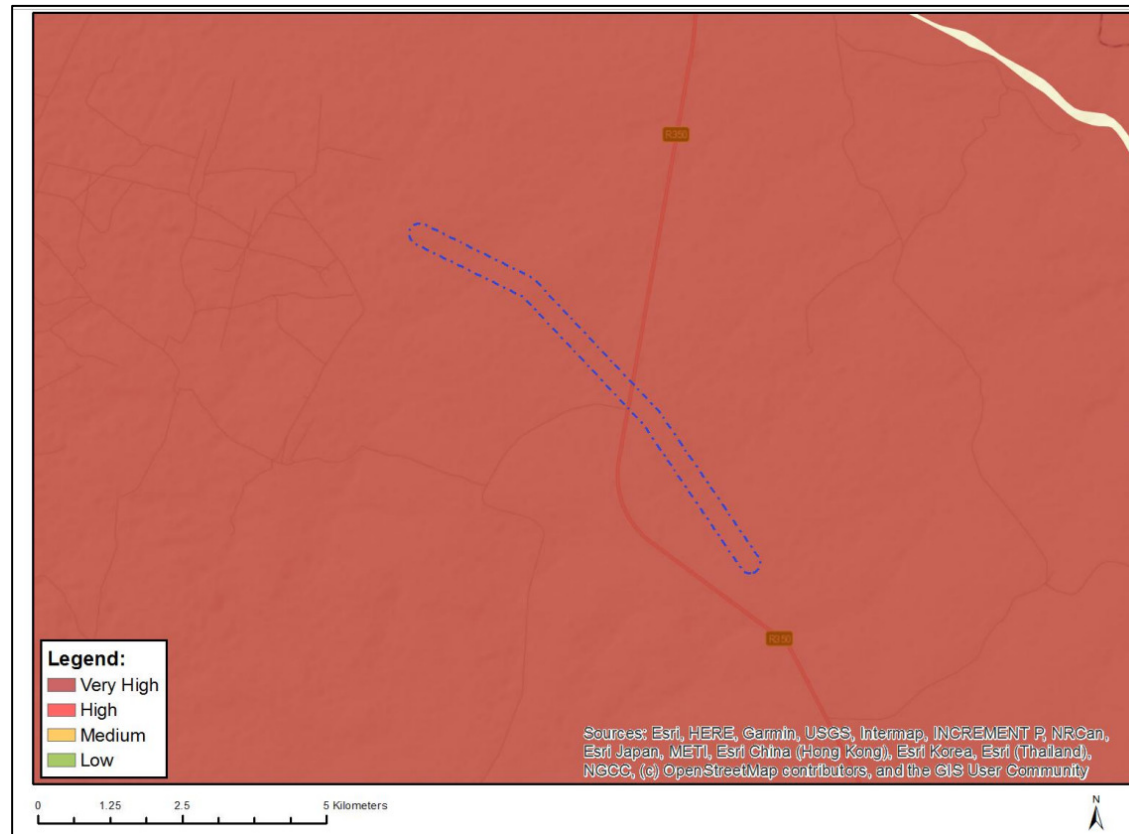 R350
R350
Legend:
Very High
High
Medium
Low
Sources: Esri, HERE, Garmin, USGS, Intermap, INCREMENT P, NRCan,
Esri Japan, METI, Esri China (Hong Kong), Esri Korea, Esri (Thailand),
NGCC, (c) OpenStreetMap contributors, and the GIS User Community
0 1.25 2.5 5 Kilometers
N